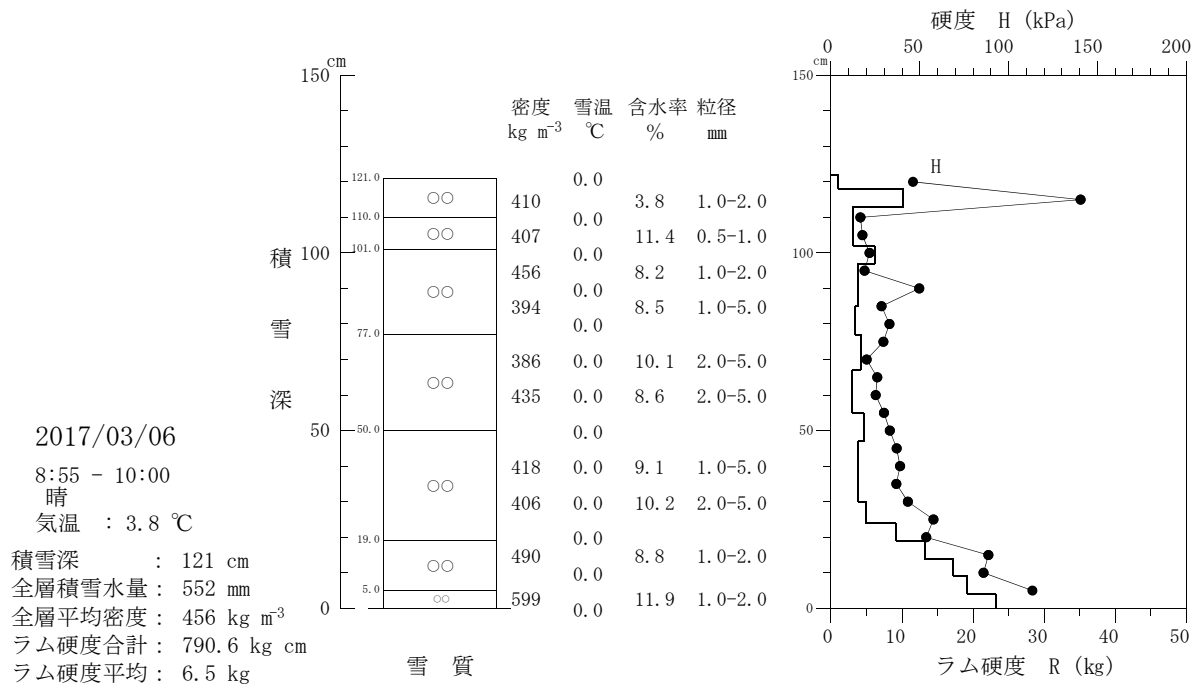 硬度 H (kPa)
0 50 100 150 200
cm
150
cm
150
密度 雪温 含水率 粒径
kg m⁻³ ℃ % mm
H
121.0
0.0
410 3.8 1.0-2.0
110.0
0.0
407 11.4 0.5-1.0
101.0
積
100
0.0
100
456 8.2 1.0-2.0
0.0
394 8.5 1.0-5.0
雪
0.0
77.0
386 0.0 10.1 2.0-5.0
深
435 0.0 8.6 2.0-5.0
50
50.0
0.0
50
2017/03/06
8:55 - 10:00
晴
気温 : 3.8 ℃
418 0.0 9.1 1.0-5.0
406 0.0 10.2 2.0-5.0
19.0
0.0
490 8.8 1.0-2.0
0.0
5.0
599 11.9 1.0-2.0
0
0.0
0
積雪深 : 121 cm
全層積雪水量 : 552 mm
全層平均密度 : 456 kg m⁻³
ラム硬度合計 : 790.6 kg cm
ラム硬度平均 : 6.5 kg
雪 質
0 10 20 30 40 50
ラム硬度 R (kg)